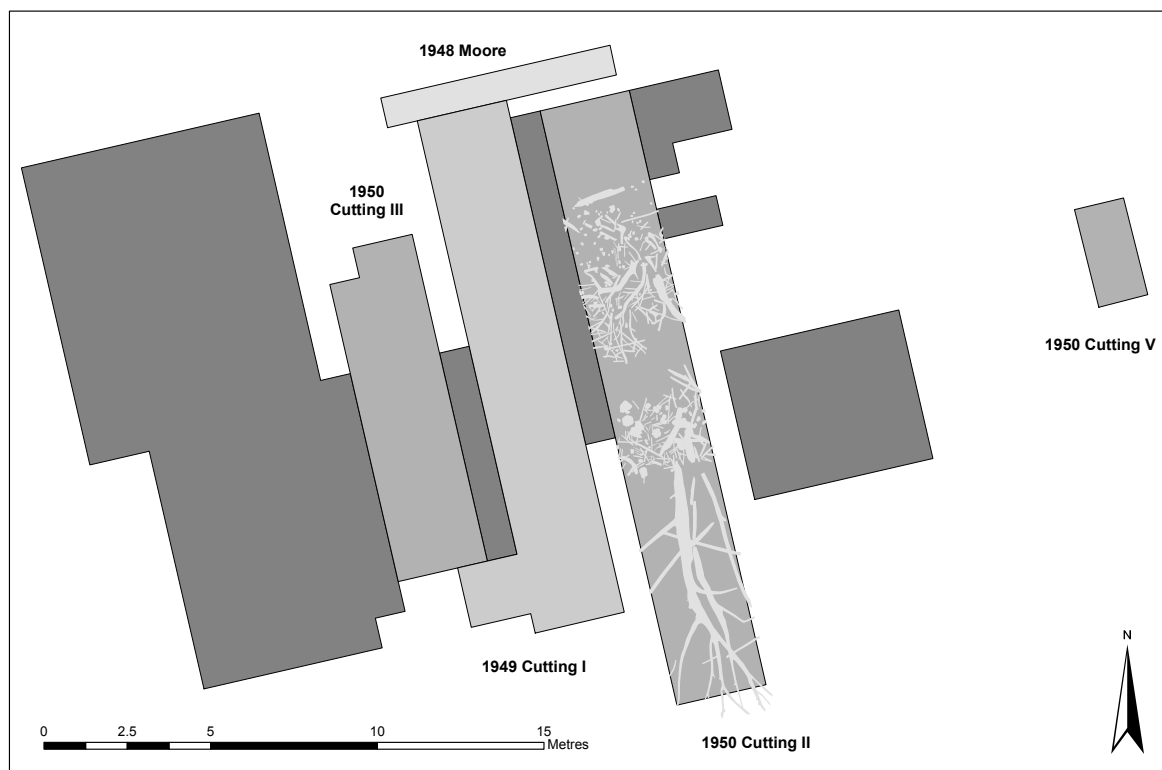 1948 Moore
1950
Cutting III
1950 Cutting V
N
1949 Cutting I
0 2.5 5 10 15
Metres
1950 Cutting II